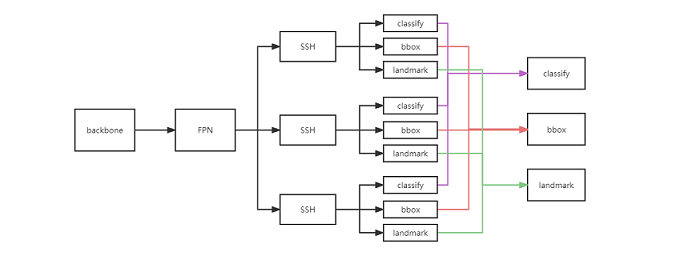 backbone
FPN
SSH
classify
bbox
landmark
SSH
classify
bbox
landmark
SSH
classify
bbox
landmark
classify
bbox
landmark